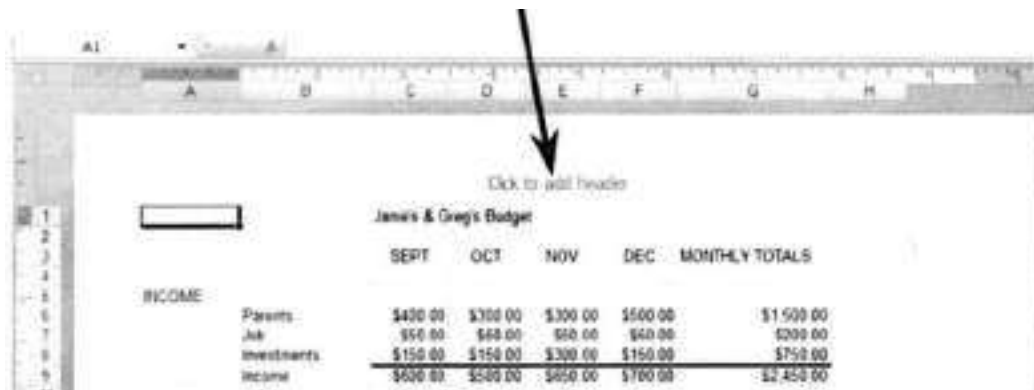 A1
A B C D E F G H
Click to add header
1 Jamie's & Greg's Budget
2
3 SEPT OCT NOV DEC MONTHLY TOTALS
4
5 INCOME
6 Parents $400.00 $300.00 $300.00 $500.00 $1,500.00
7 Job $50.00 $50.00 $50.00 $50.00 $200.00
8 Investments $150.00 $150.00 $300.00 $150.00 $750.00
9 Income $600.00 $500.00 $650.00 $700.00 $2,450.00